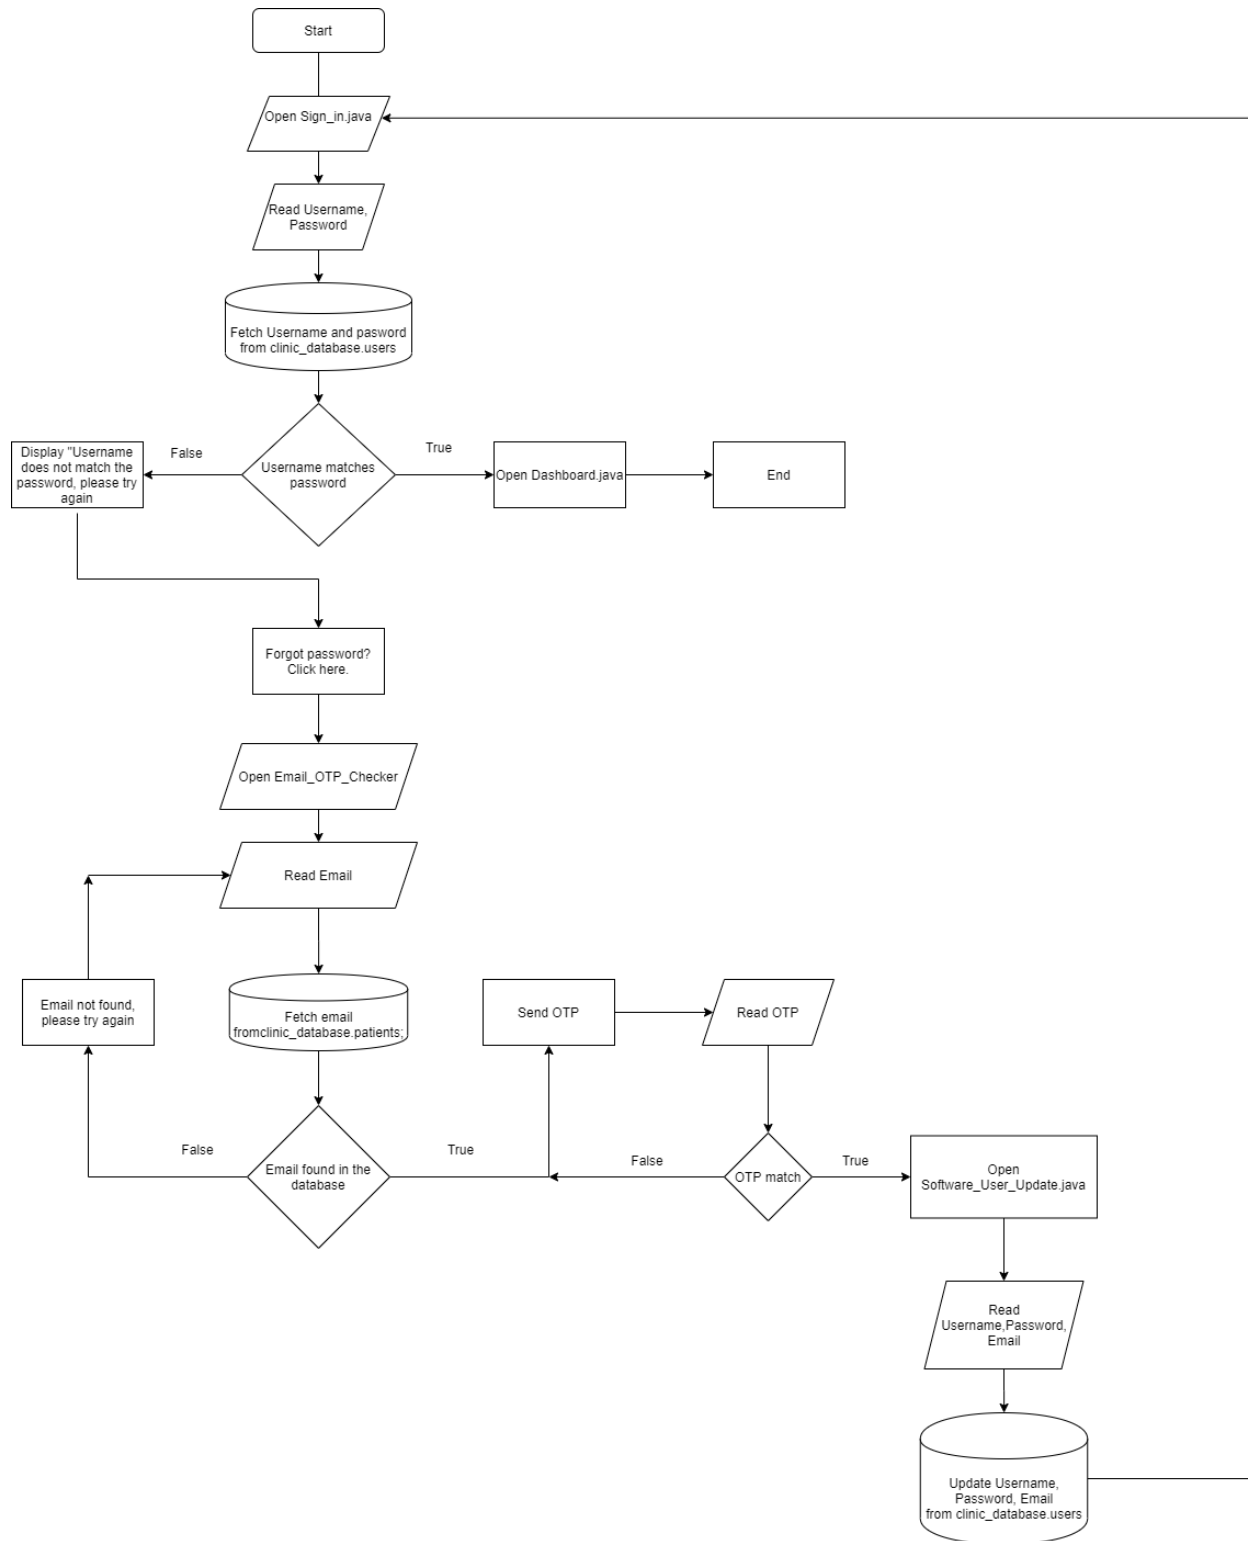 Start
Open Sign_in.java
Read Username,
Password
Fetch Username and pasword
from clinic_database.users
Username matches
password
False
True
Display "Username
does not match the
password, please try
again
Open Dashboard.java
End
Forgot password?
Click here.
Open Email_OTP_Checker
Read Email
Email not found,
please try again
Fetch email
fromclinic_database.patients;
Send OTP
Read OTP
False
Email found in the
database
True
False
OTP match
True
Open
Software_User_Update.java
Read
Username,Password,
Email
Update Username,
Password, Email
from clinic_database.users